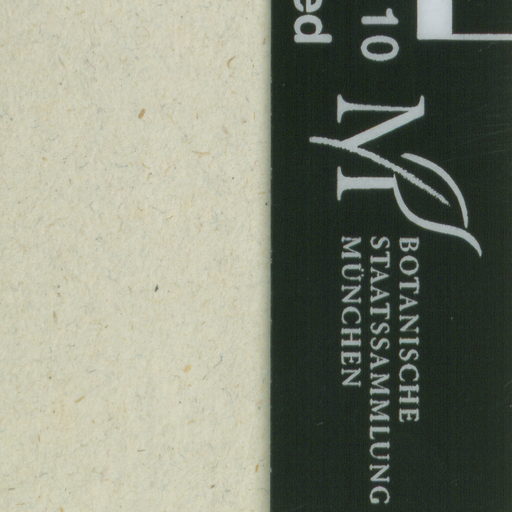 10
ed
M
BOTANISCHE
STAATSSAMMLUNG
MÜNCHEN